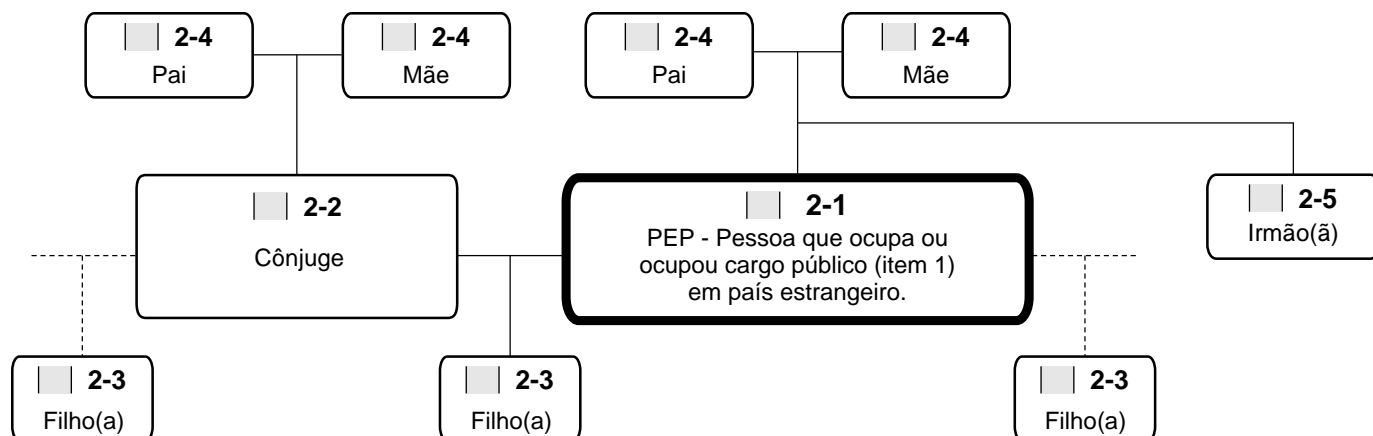 2-4
Pai
2-4
Mãe
2-4
Pai
2-4
Mãe
2-2
Cônjuge
2-1
PEP - Pessoa que ocupa ou
ocupou cargo público (item 1)
em país estrangeiro.
2-5
Irmão(ã)
2-3
Filho(a)
2-3
Filho(a)
2-3
Filho(a)